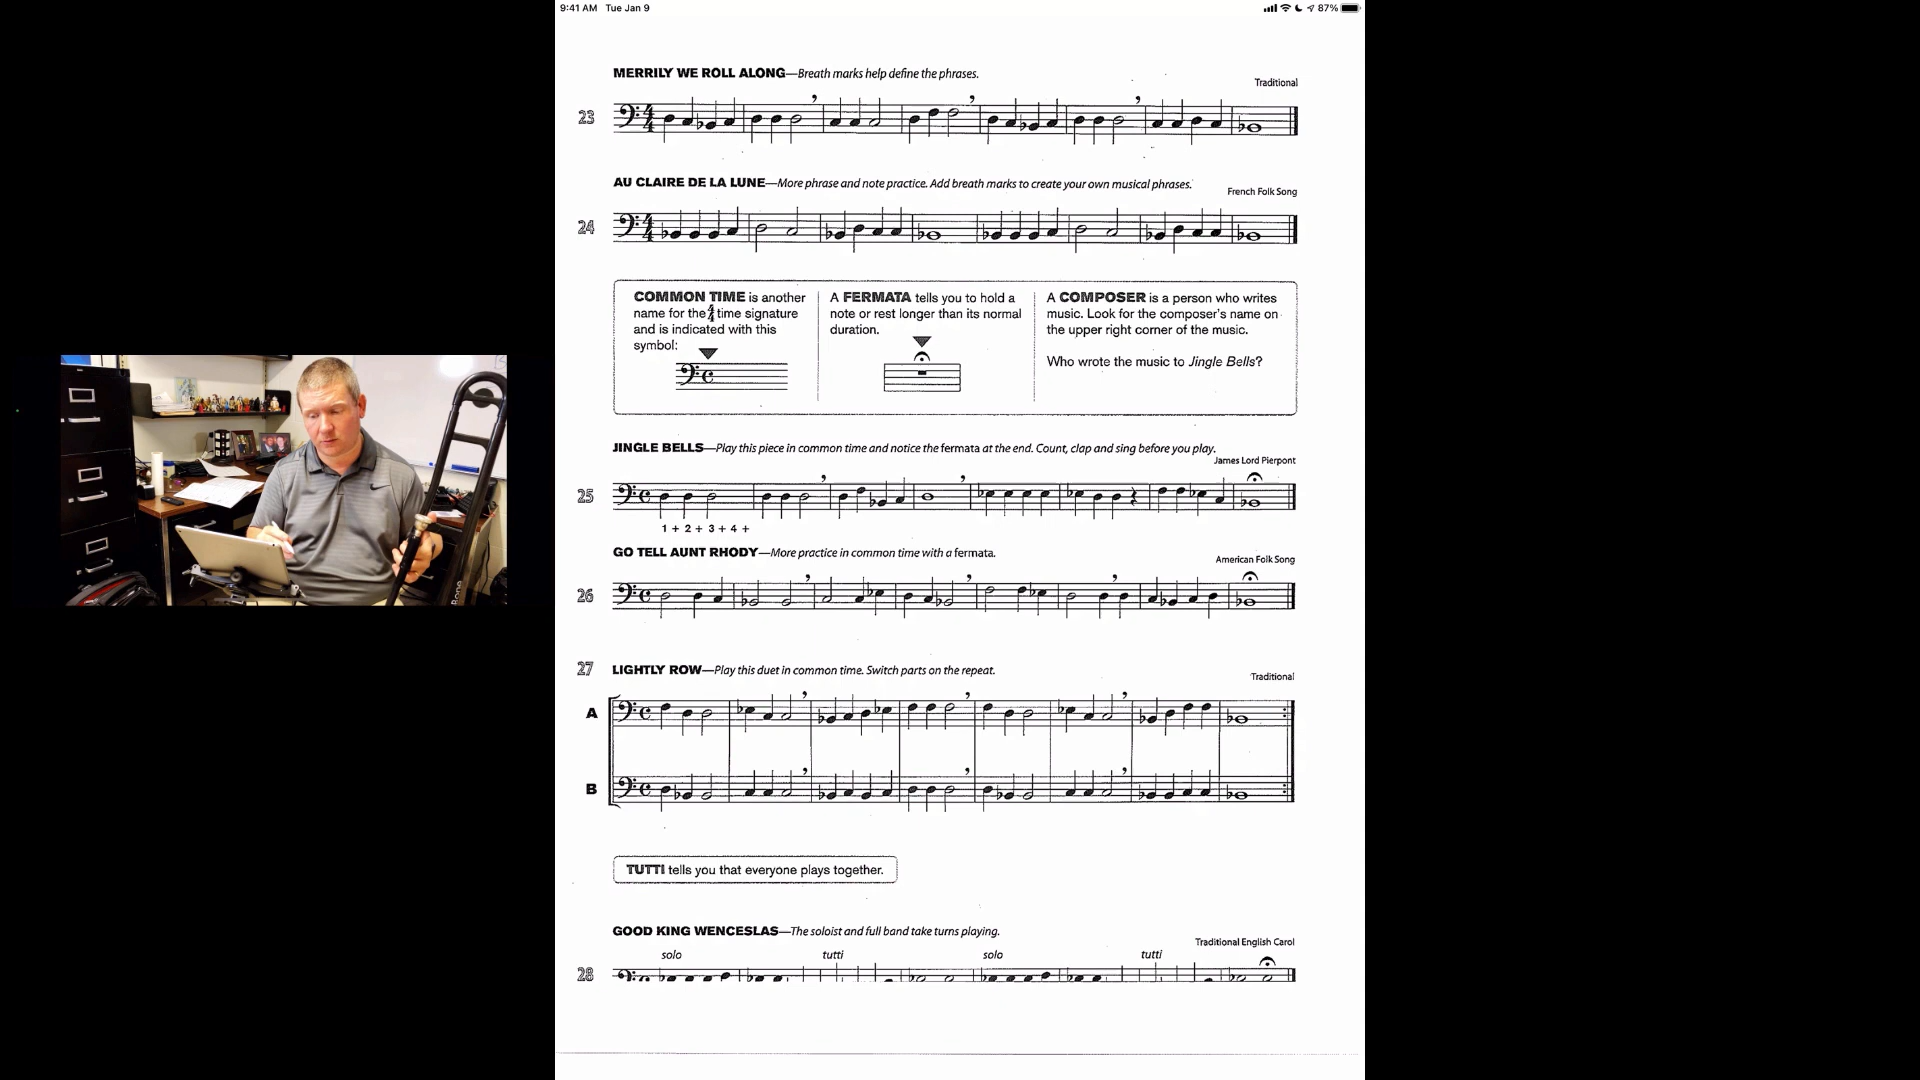 9:41 AM Tue Jan 9
87%
MERRILY WE ROLL ALONG—Breath marks help define the phrases.
Traditional
23
AU CLAIRE DE LA LUNE—More phrase and note practice. Add breath marks to create your own musical phrases.
French Folk Song
24
COMMON TIME is another
name for the 4/4 time signature
and is indicated with this
symbol:
A FERMATA tells you to hold a
note or rest longer than its normal
duration.
A COMPOSER is a person who writes
music. Look for the composer's name on
the upper right corner of the music.
Who wrote the music to Jingle Bells?
JINGLE BELLS—Play this piece in common time and notice the fermata at the end. Count, clap and sing before you play.
James Lord Pierpont
25
1 + 2 + 3 + 4 +
GO TELL AUNT RHODY—More practice in common time with a fermata.
American Folk Song
26
27 LIGHTLY ROW—Play this duet in common time. Switch parts on the repeat.
Traditional
A
B
TUTTI tells you that everyone plays together.
GOOD KING WENCESLAS—The soloist and full band take turns playing.
Traditional English Carol
solo tutti solo tutti
28